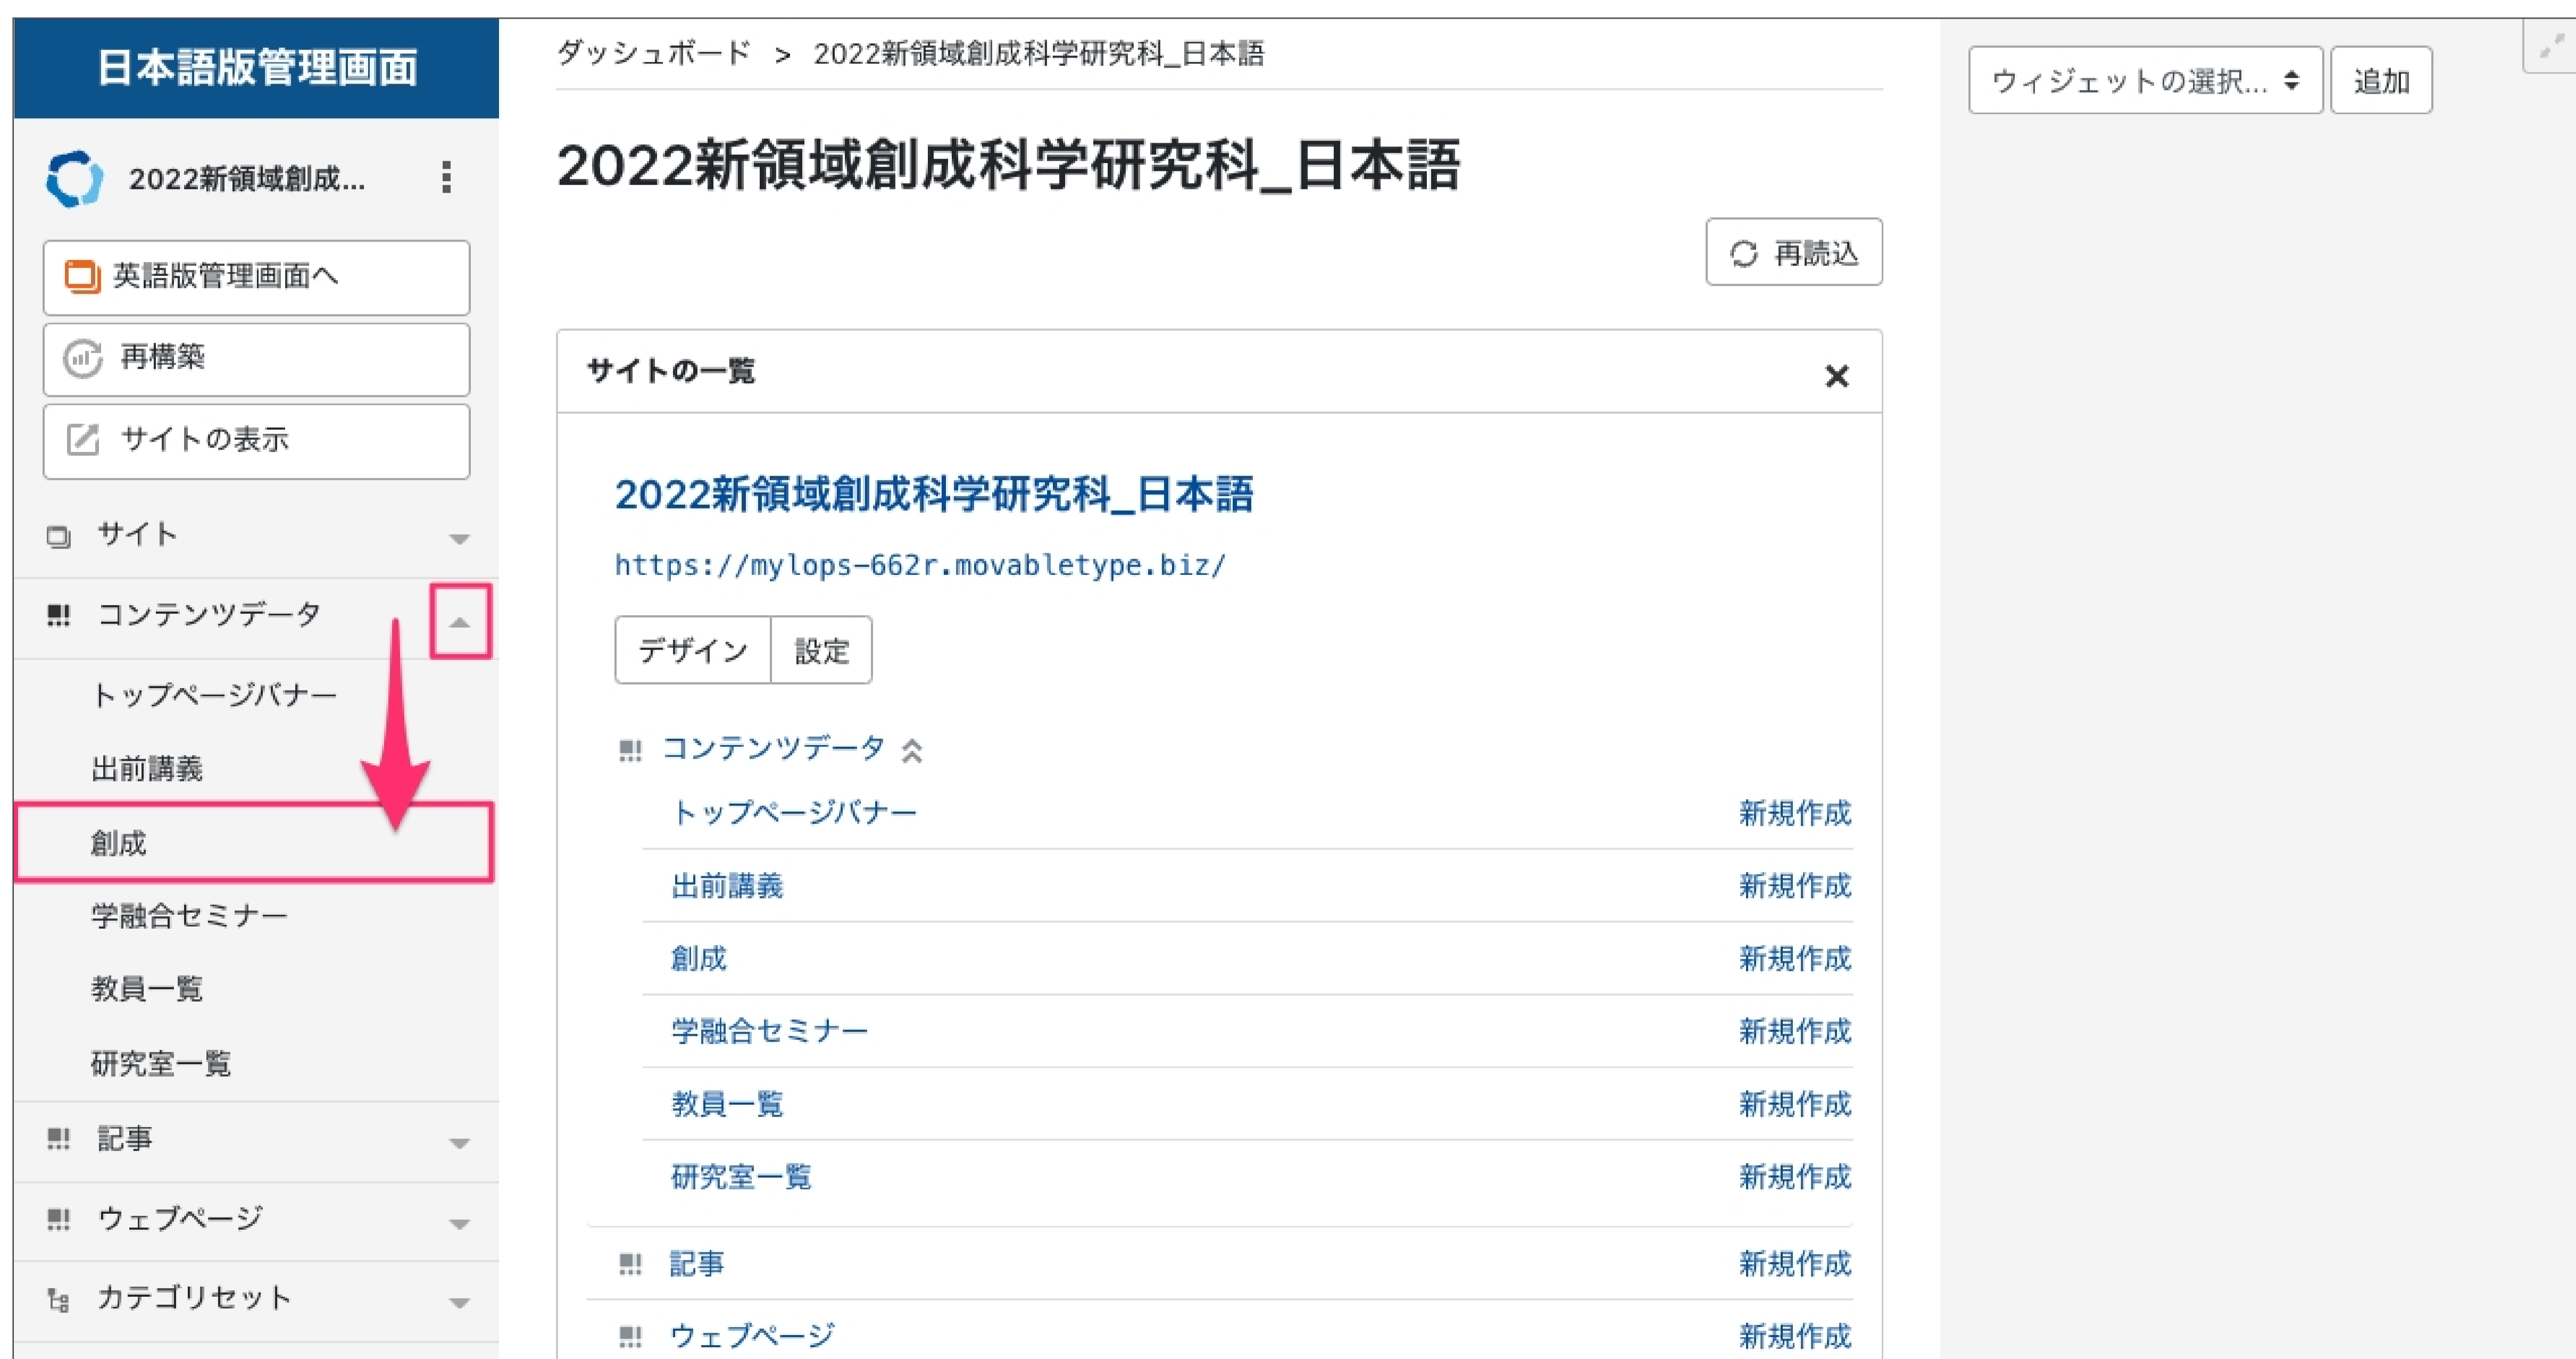 日本語版管理画面
2022新領域創成...
英語版管理画面へ
再構築
サイトの表示
サイト
コンテンツデータ
トップページバナー
出前講義
創成
学融合セミナー
教員一覧
研究室一覧
記事
ウェブページ
カテゴリセット
ダッシュボード > 2022新領域創成科学研究科_日本語
2022新領域創成科学研究科_日本語
再読込
サイトの一覧
2022新領域創成科学研究科_日本語
https://mylops-662r.movabletype.biz/
デザイン 設定
コンテンツデータ
トップページバナー 新規作成
出前講義 新規作成
創成 新規作成
学融合セミナー 新規作成
教員一覧 新規作成
研究室一覧 新規作成
記事 新規作成
ウェブページ 新規作成
ウィジェットの選択... 追加